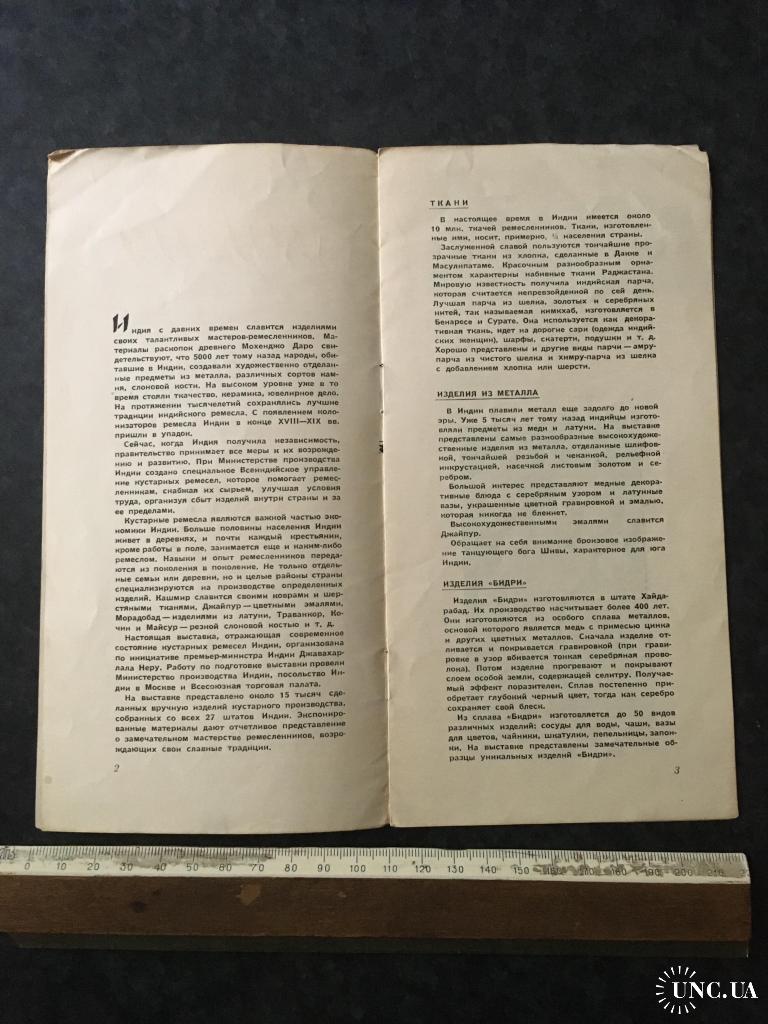 Индия с давних времен славится изделиями
своих талантливых мастеров-ремесленников. Ма-
териалы раскопок древнего Мохенджо Даро сви-
детельствуют, что 5000 лет тому назад народы, оби-
тавшие в Индии, создавали художественно отделан-
ные предметы из металла, различных сортов кам-
ня, слоновой кости. На высоком уровне уже в то
время стояли ткачество, керамика, ювелирное дело.
На протяжении тысячелетий сохранялись лучшие
традиции индийского ремесла. С появлением коло-
низаторов ремесла Индии в конце XVIII—XIX вв.
пришли в упадок.
Сейчас, когда Индия получила независимость,
правительство принимает все меры к их возрожде-
нию и развитию. При Министерстве производства
Индии создано специальное Всеиндийское управле-
ние кустарных ремесел, которое помогает ремес-
ленникам, снабжая их сырьем, улучшая условия
труда, организуя сбыт изделий внутри страны и за
ее пределами.
Кустарные ремесла являются важной частью эко-
номики Индии. Больше половины населения Индии
живет в деревнях, и почти каждый крестьянин,
кроме работы в поле, занимается еще и каким-либо
ремеслом. Навыки и опыт ремесленников переда-
ются из поколения в поколение. Не только отдель-
ные семьи или деревни, но и целые районы страны
специализируются на производстве определенных
изделий. Кашмир славится своими коврами и шер-
стяными тканями, Джайпур—цветными эмалями,
Морадобад—изделиями из латуни, Траванкор, Ко-
чин и Майсур—резной слоновой костью и т. д.
Настоящая выставка, отражающая современное
состояние кустарных ремесел Индии, организована
по инициативе премьер-министра Индии Джавахар-
лала Неру. Работу по подготовке выставки провели
Министерство производства Индии, посольство Ин-
дии в Москве и Всесоюзная торговая палата.
На выставке представлено около 15 тысяч сде-
ланных вручную изделий кустарного производства,
собранных со всех 27 штатов Индии. Экспониро-
ванные материалы дают отчетливое представление
о замечательном мастерстве ремесленников, возро-
ждающих свои славные традиции.
2
ТКАНИ
В настоящее время в Индии имеется около
10 млн. ткачей ремесленников. Ткани, изготовлен-
ные ими, носит, примерно, населения страны.
Заслуженной славой пользуются тончайшие про-
зрачные ткани из хлопка, сделанные в Дакке и
Масулипатаме. Красочным разнообразным орна-
ментом характерны набивные ткани Раджастана.
Мировую известность получила индийская парча,
которая считается непревзойденной по сей день.
Лучшая парча из шелка, золотых и серебряных
нитей, так называемая кимкхаб, изготовляется в
Бенаресе и Сурате. Она используется как декора-
тивная ткань, идет на дорогие сари (одежда индий-
ских женщин), шарфы, скатерти, подушки и т. д.
Хорошо представлены и другие виды парчи—амру-
парча из чистого шелка и химру-парча из шелка
с добавлением хлопка или шерсти.
ИЗДЕЛИЯ ИЗ МЕТАЛЛА
В Индии плавили металл еще задолго до новой
эры. Уже 5 тысяч лет тому назад индийцы изгото-
вляли предметы из меди и латуни. На выставке
представлены самые разнообразные высокохудоже-
ственные изделия из металла, отделанные шлифов-
кой, тончайшей резьбой и чеканкой, рельефной
инкрустацией, насечкой листовым золотом и се-
ребром.
Большой интерес представляют медные декора-
тивные блюда с серебряным узором и латунные
вазы, украшенные цветной гравировкой и эмалью,
которая никогда не блекнет.
Высокохудожественными эмалями славится
Джайпур.
Обращает на себя внимание бронзовое изображе-
ние танцующего бога Шивы, характерное для юга
Индии.
ИЗДЕЛИЯ «БИДРИ»
Изделия «Бидри» изготовляются в штате Хайда-
рабад. Их производство насчитывает более 400 лет.
Они изготовляются из особого сплава металлов,
основой которого является медь с примесью цинка
и других цветных металлов. Сначала изделие от-
ливается и покрывается гравировкой (при грави-
ровке в узор вбивается тонкая серебряная прово-
лока). Потом изделие прогревают и покрывают
слоем особой земли, содержащей селитру. Получае-
мый эффект поразителен. Сплав постепенно при-
обретает глубокий черный цвет, тогда как серебро
сохраняет свой блеск.
Из сплава «Бидри» изготовляется до 50 видов
различных изделий: сосуды для воды, чаши, вазы
для цветов, чайники, шкатулки, пепельницы, запон-
ки. На выставке представлены замечательные об-
разцы уникальных изделий «Бидри».
3
0 10 20 30 40 50 60 70 80 90 100 110 120 130 140 150 160 170 180 190 200 210
UNC.UA